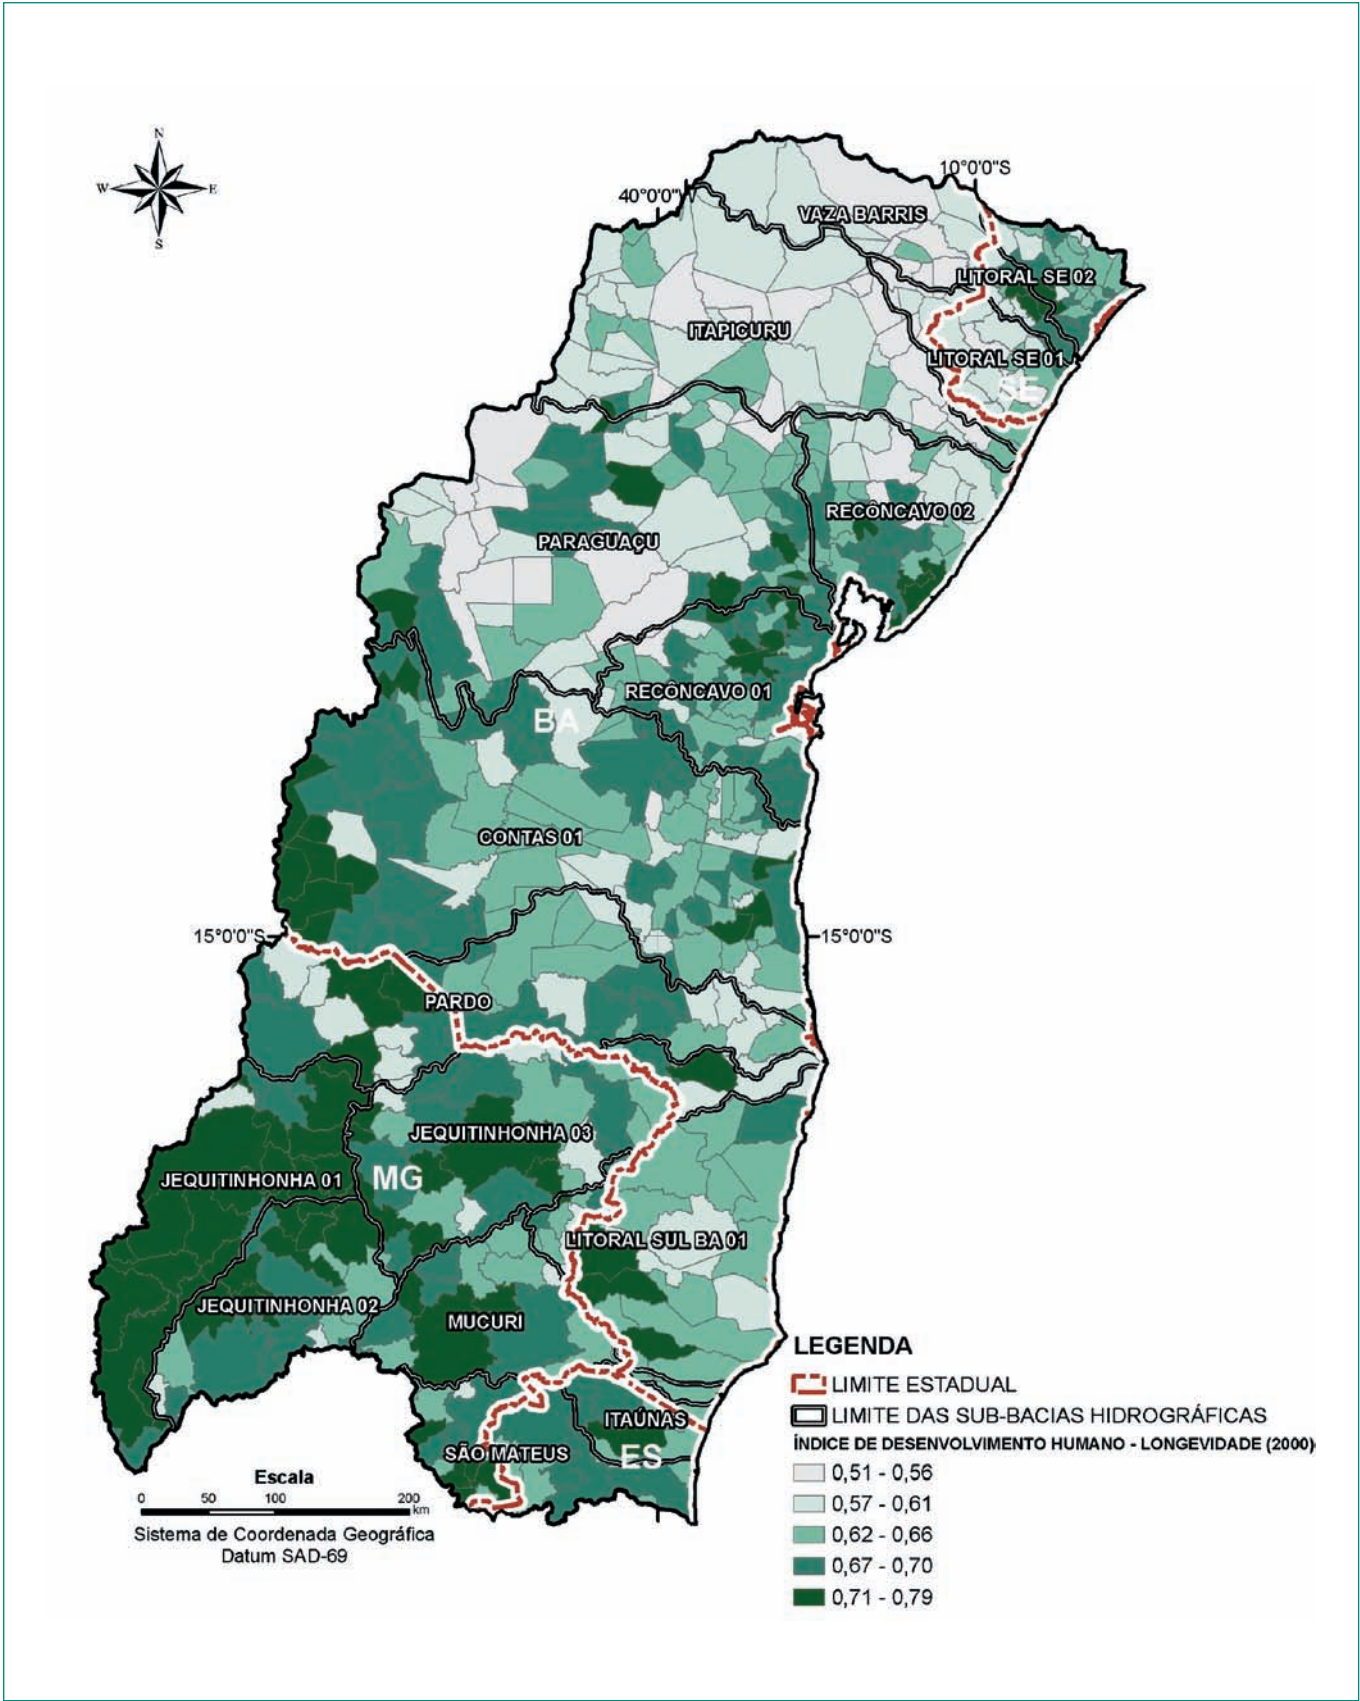 N
W E
S
10°0'0"S
40°0'0"W
VAZA BARRIS
LITORAL SE 02
ITAPICURU
LITORAL SE 01
SE
RECÔNCAVO 02
PARAGUAÇU
RECÔNCAVO 01
BA
CONTAS 01
15°0'0"S
15°0'0"S
PARDO
JEQUITINHONHA 03
JEQUITINHONHA 01
MG
LITORAL SUL BA 01
JEQUITINHONHA 02
MUCURI
ITAÚNAS
SÃO MATEUS
ES
Escala
0 50 100 200
km
Sistema de Coordenada Geográfica
Datum SAD-69
LEGENDA
LIMITE ESTADUAL
LIMITE DAS SUB-BACIAS HIDROGRÁFICAS
ÍNDICE DE DESENVOLVIMENTO HUMANO - LONGEVIDADE (2000)
0,51 - 0,56
0,57 - 0,61
0,62 - 0,66
0,67 - 0,70
0,71 - 0,79